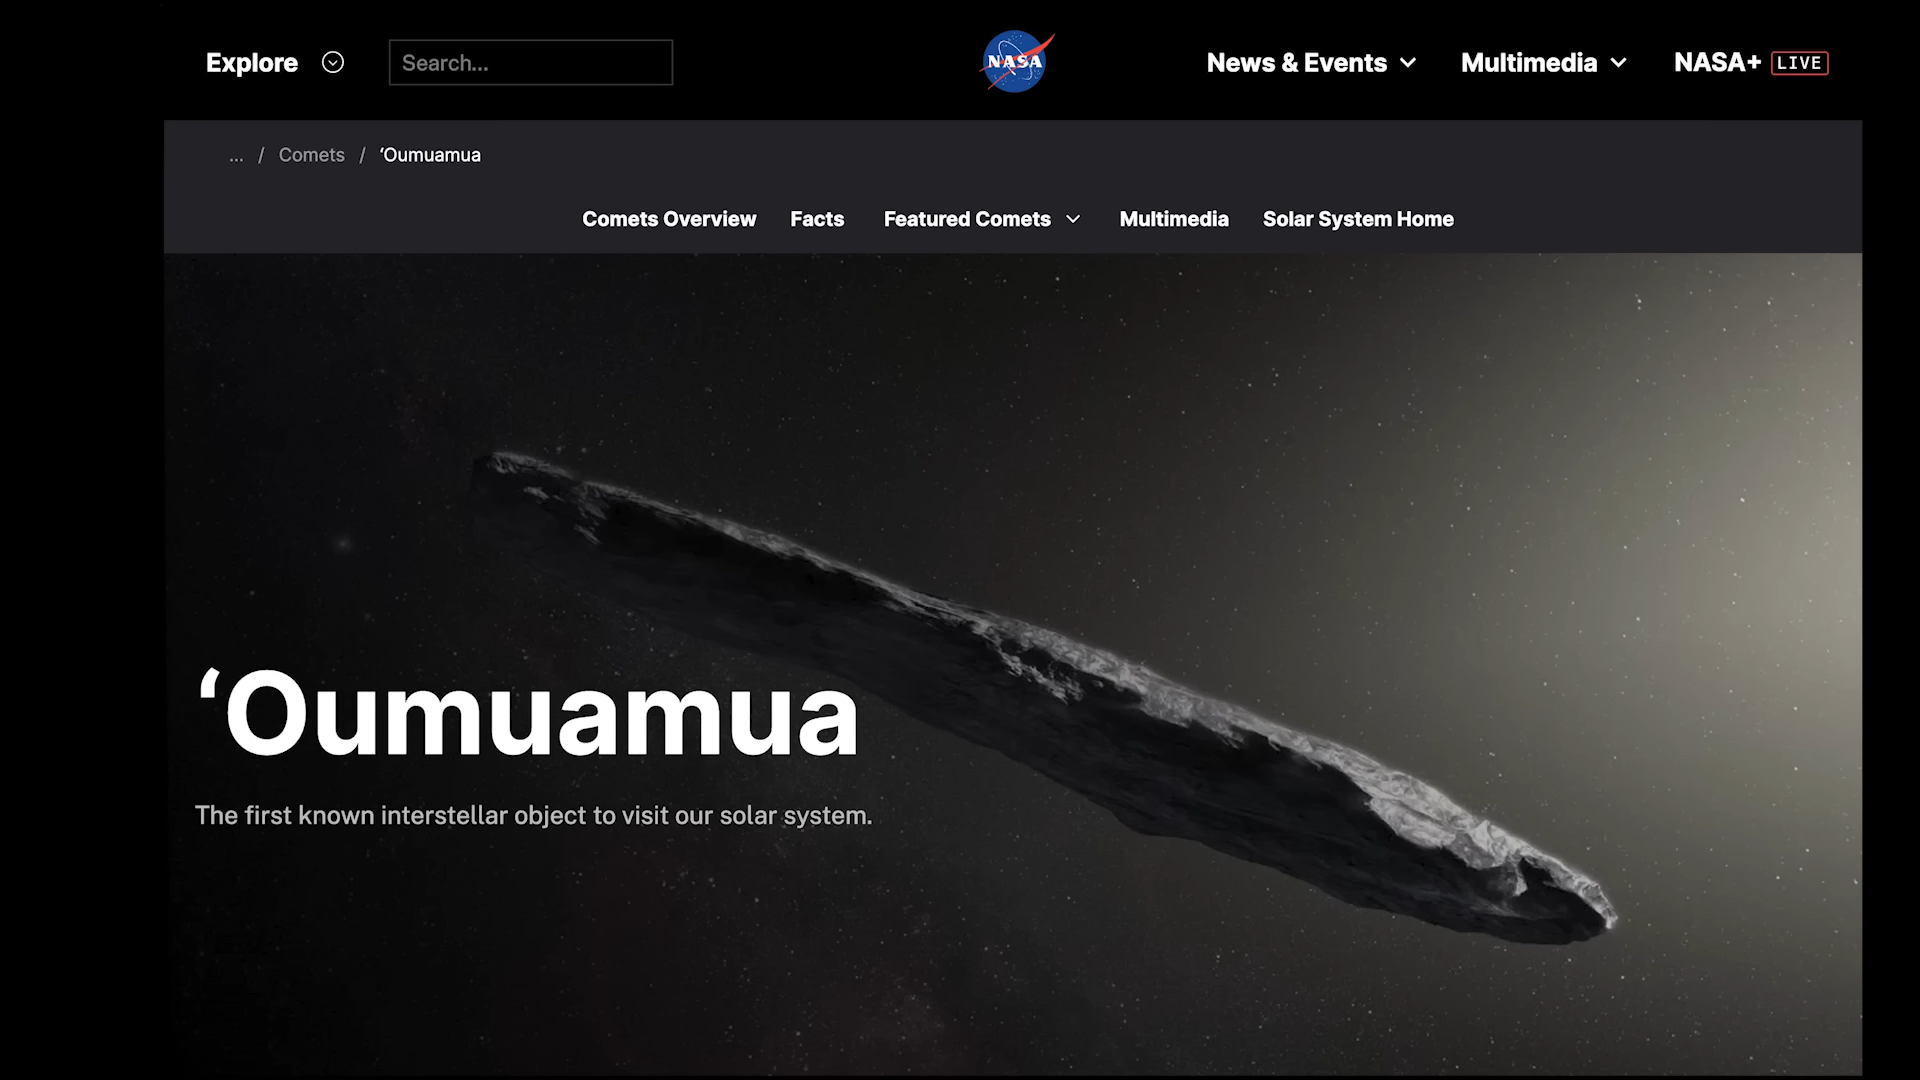 Explore
Search...
NASA
News & Events
Multimedia
NASA+ LIVE
... / Comets / ‘Oumuamua
Comets Overview
Facts
Featured Comets
Multimedia
Solar System Home
‘Oumuamua
The first known interstellar object to visit our solar system.